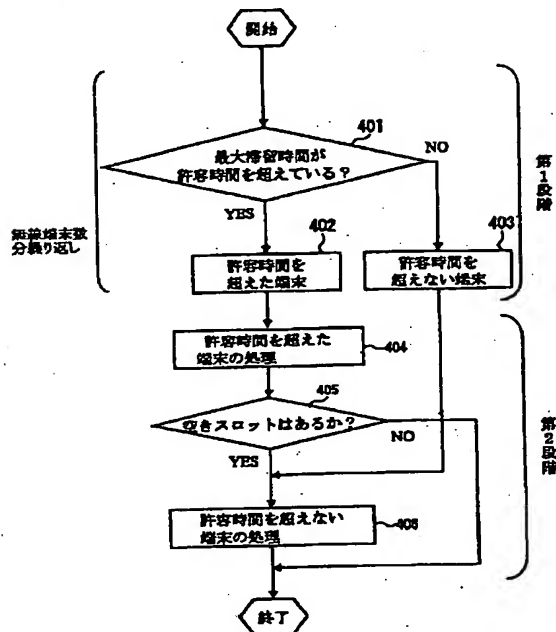 開始
401
最大滞留時間が
許容時間を超えている?
NO
YES
第1段階
無線端末数
分繰り返し
402
許容時間を
超えた端末
403
許容時間を
超えない端末
許容時間を超えた
端末の処理
404
405
空きスロットはあるか?
NO
YES
第2段階
許容時間を超えない
端末の処理
406
終了